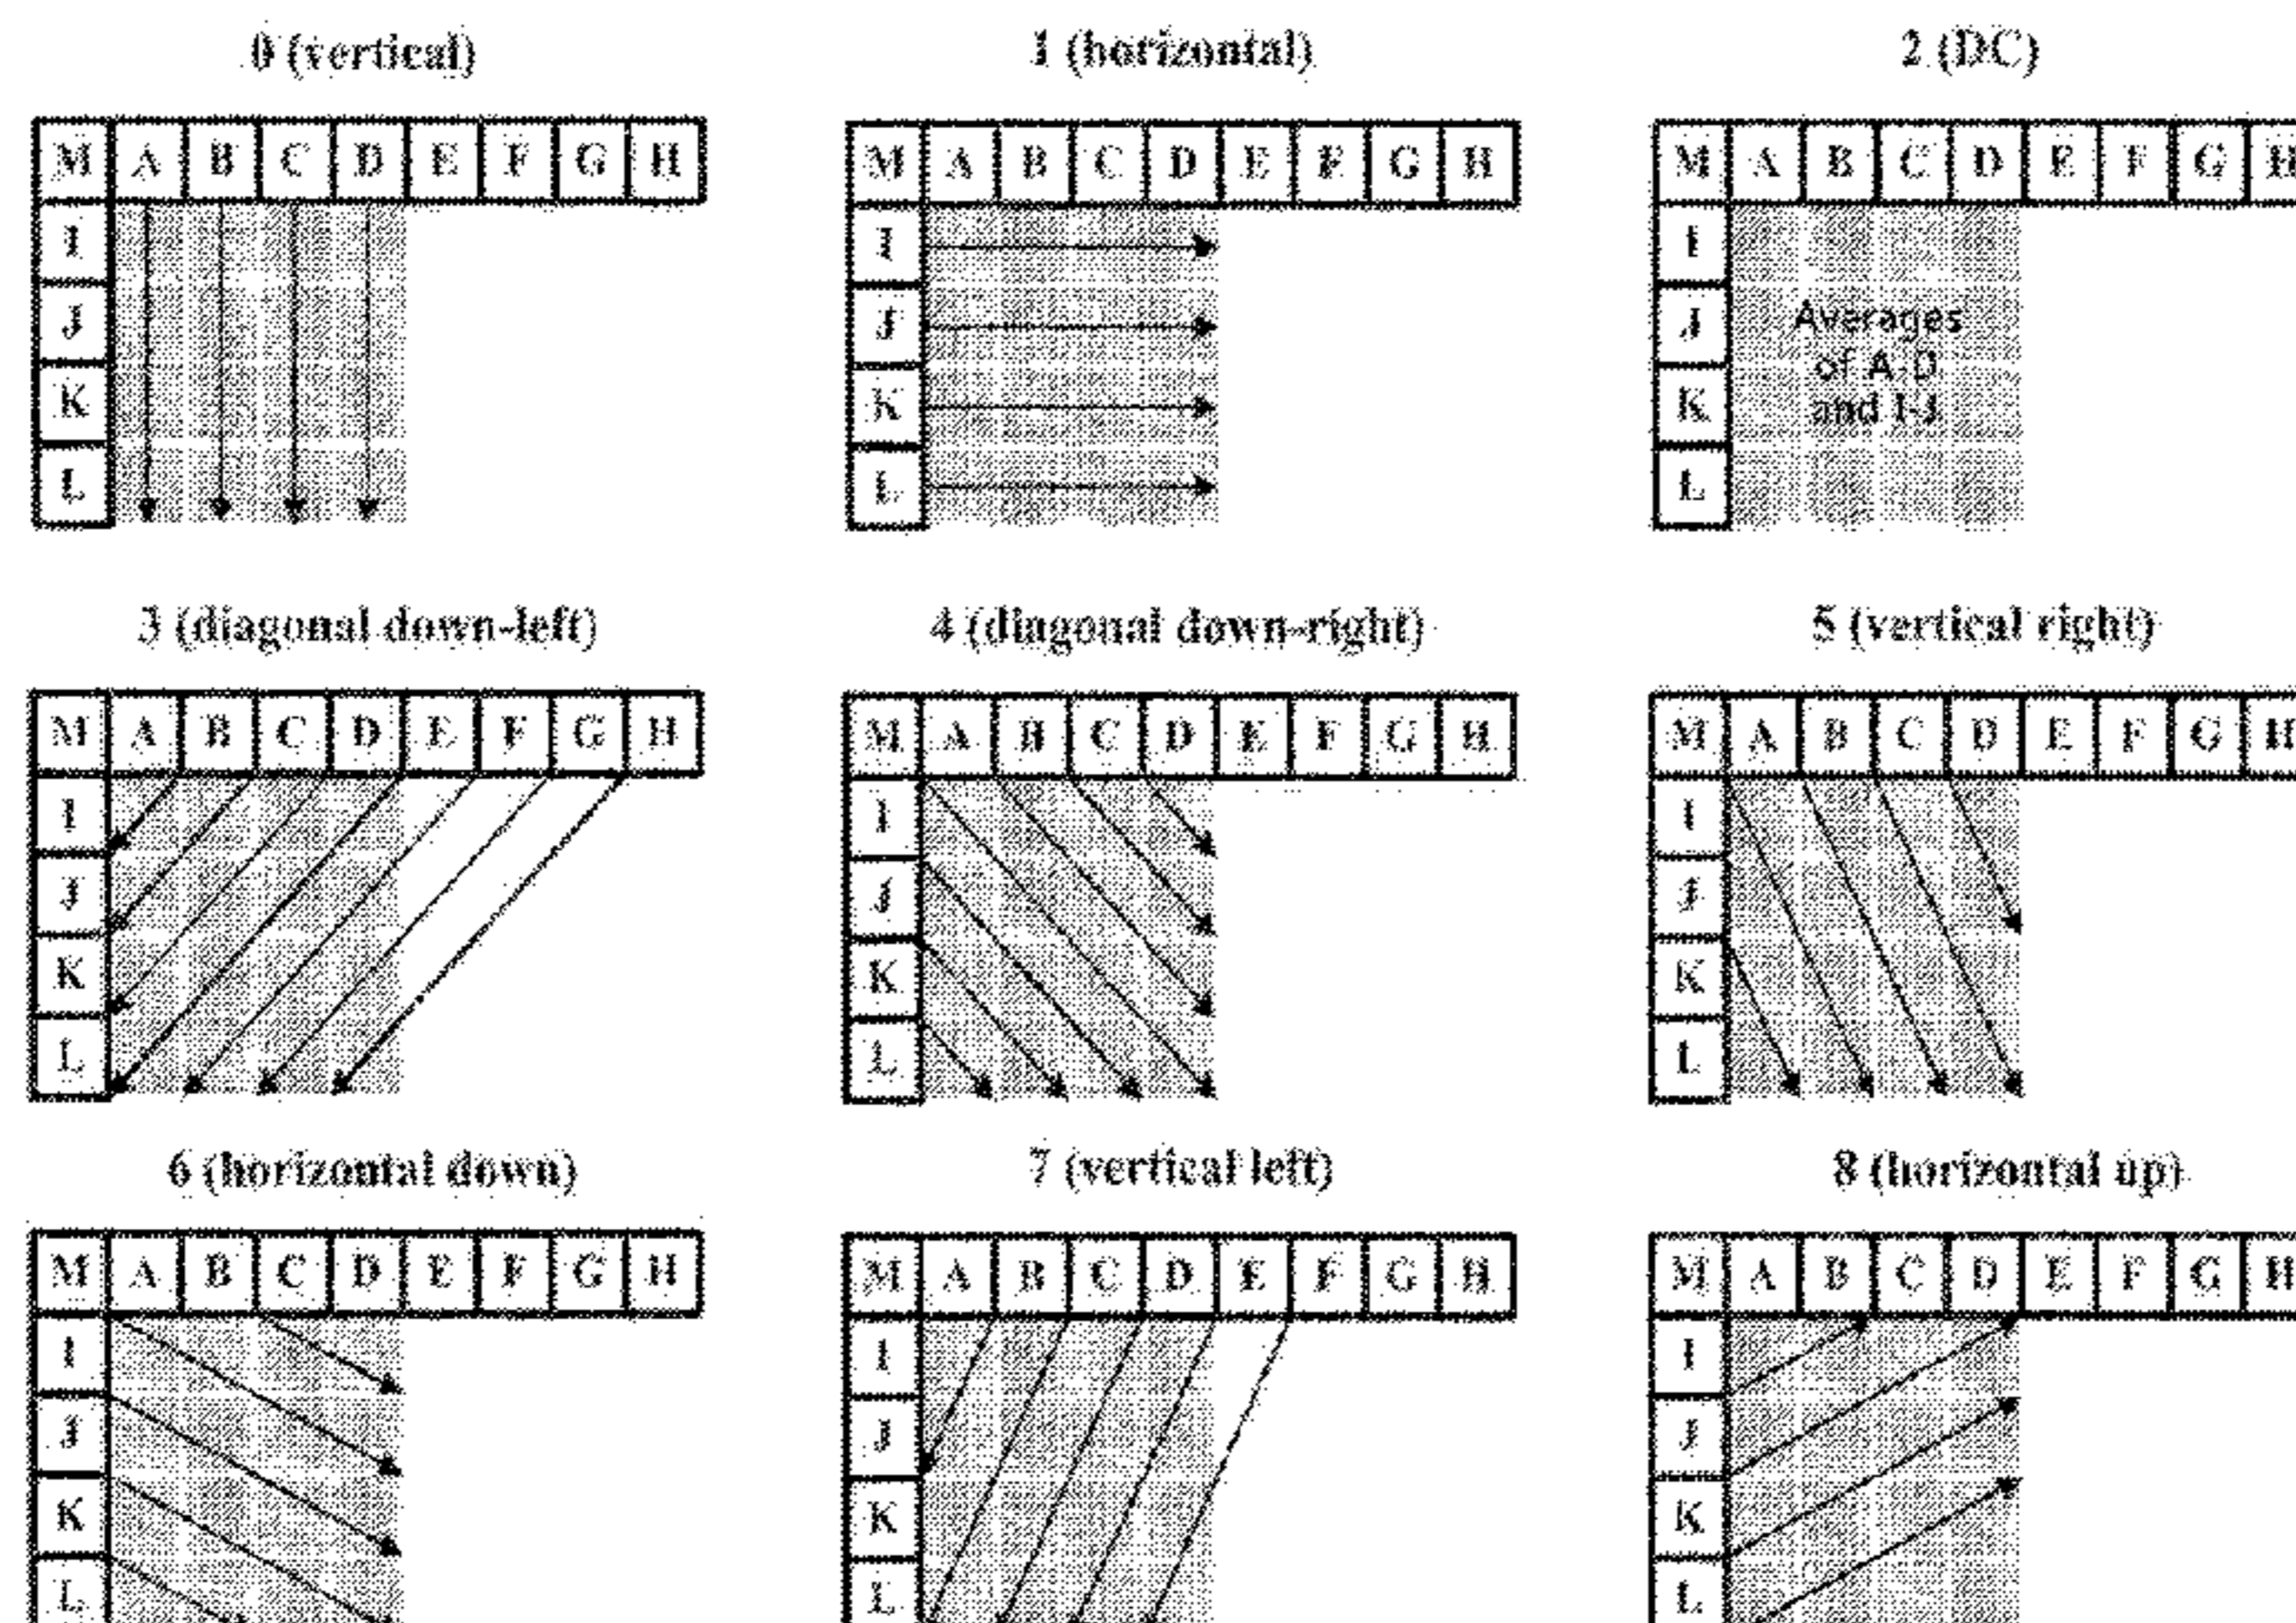 0 (vertical) 1 (horizontal) 2 (DC)
M A B C D E F G H M A B C D E F G H M A B C D E F G H
I I I
J J J Averages
K K K of A-D
L L L and I-J
3 (diagonal down-left) 4 (diagonal down-right) 5 (vertical right)
M A B C D E F G H M A B C D E F G H M A B C D E F G H
I I I
J J J
K K K
L L L
6 (horizontal down) 7 (vertical left) 8 (horizontal up)
M A B C D E F G H M A B C D E F G H M A B C D E F G H
I I I
J J J
K K K
L L L